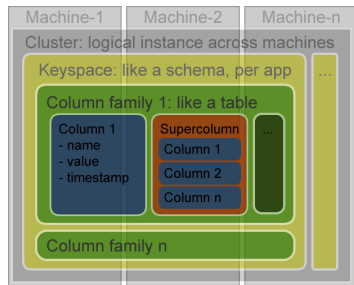 Machine-1 Machine-2 Machine-n
Cluster: logical instance across machines
Keyspace: like a schema, per app ...
Column family 1: like a table
Column 1
- name
- value
- timestamp
Supercolumn
Column 1
Column 2
Column n
...
Column family n